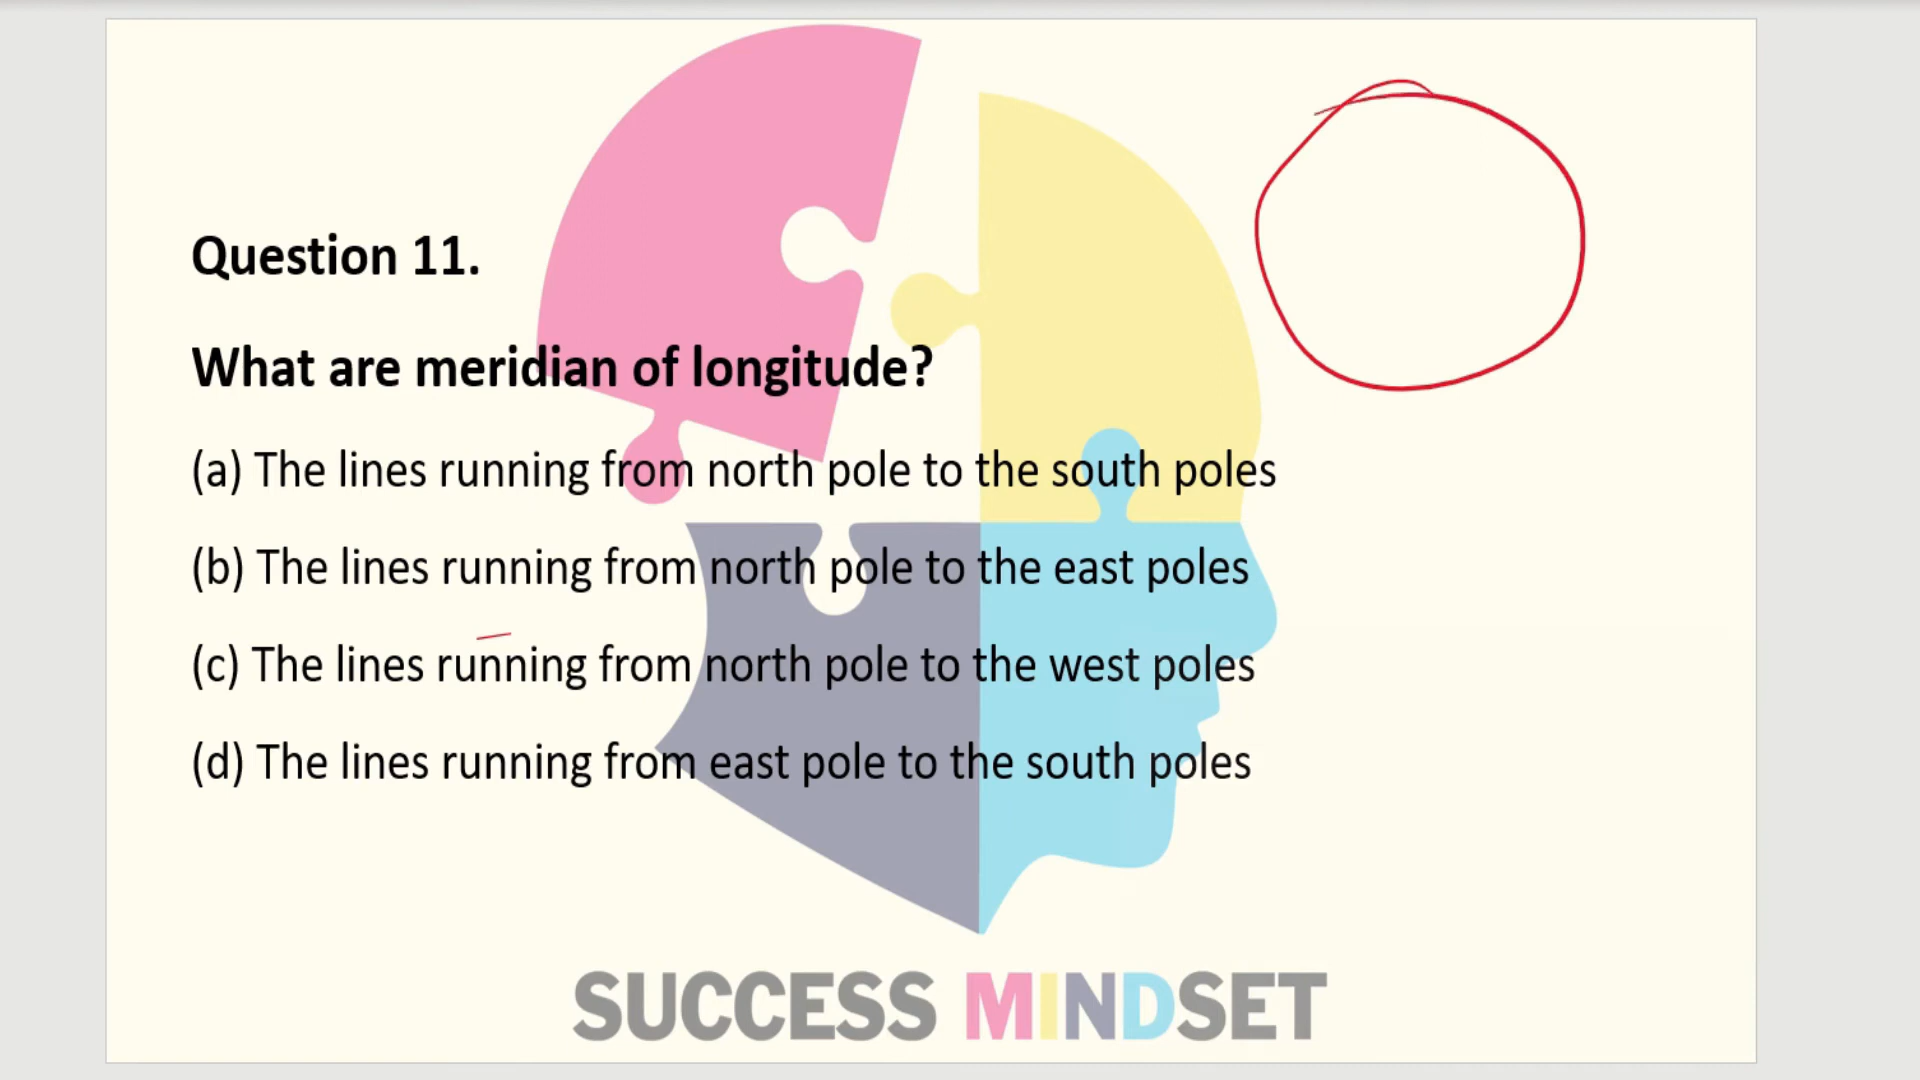 Question 11.
What are meridian of longitude?
(a) The lines running from north pole to the south poles
(b) The lines running from north pole to the east poles
(c) The lines running from north pole to the west poles
(d) The lines running from east pole to the south poles
SUCCESS MINDSET